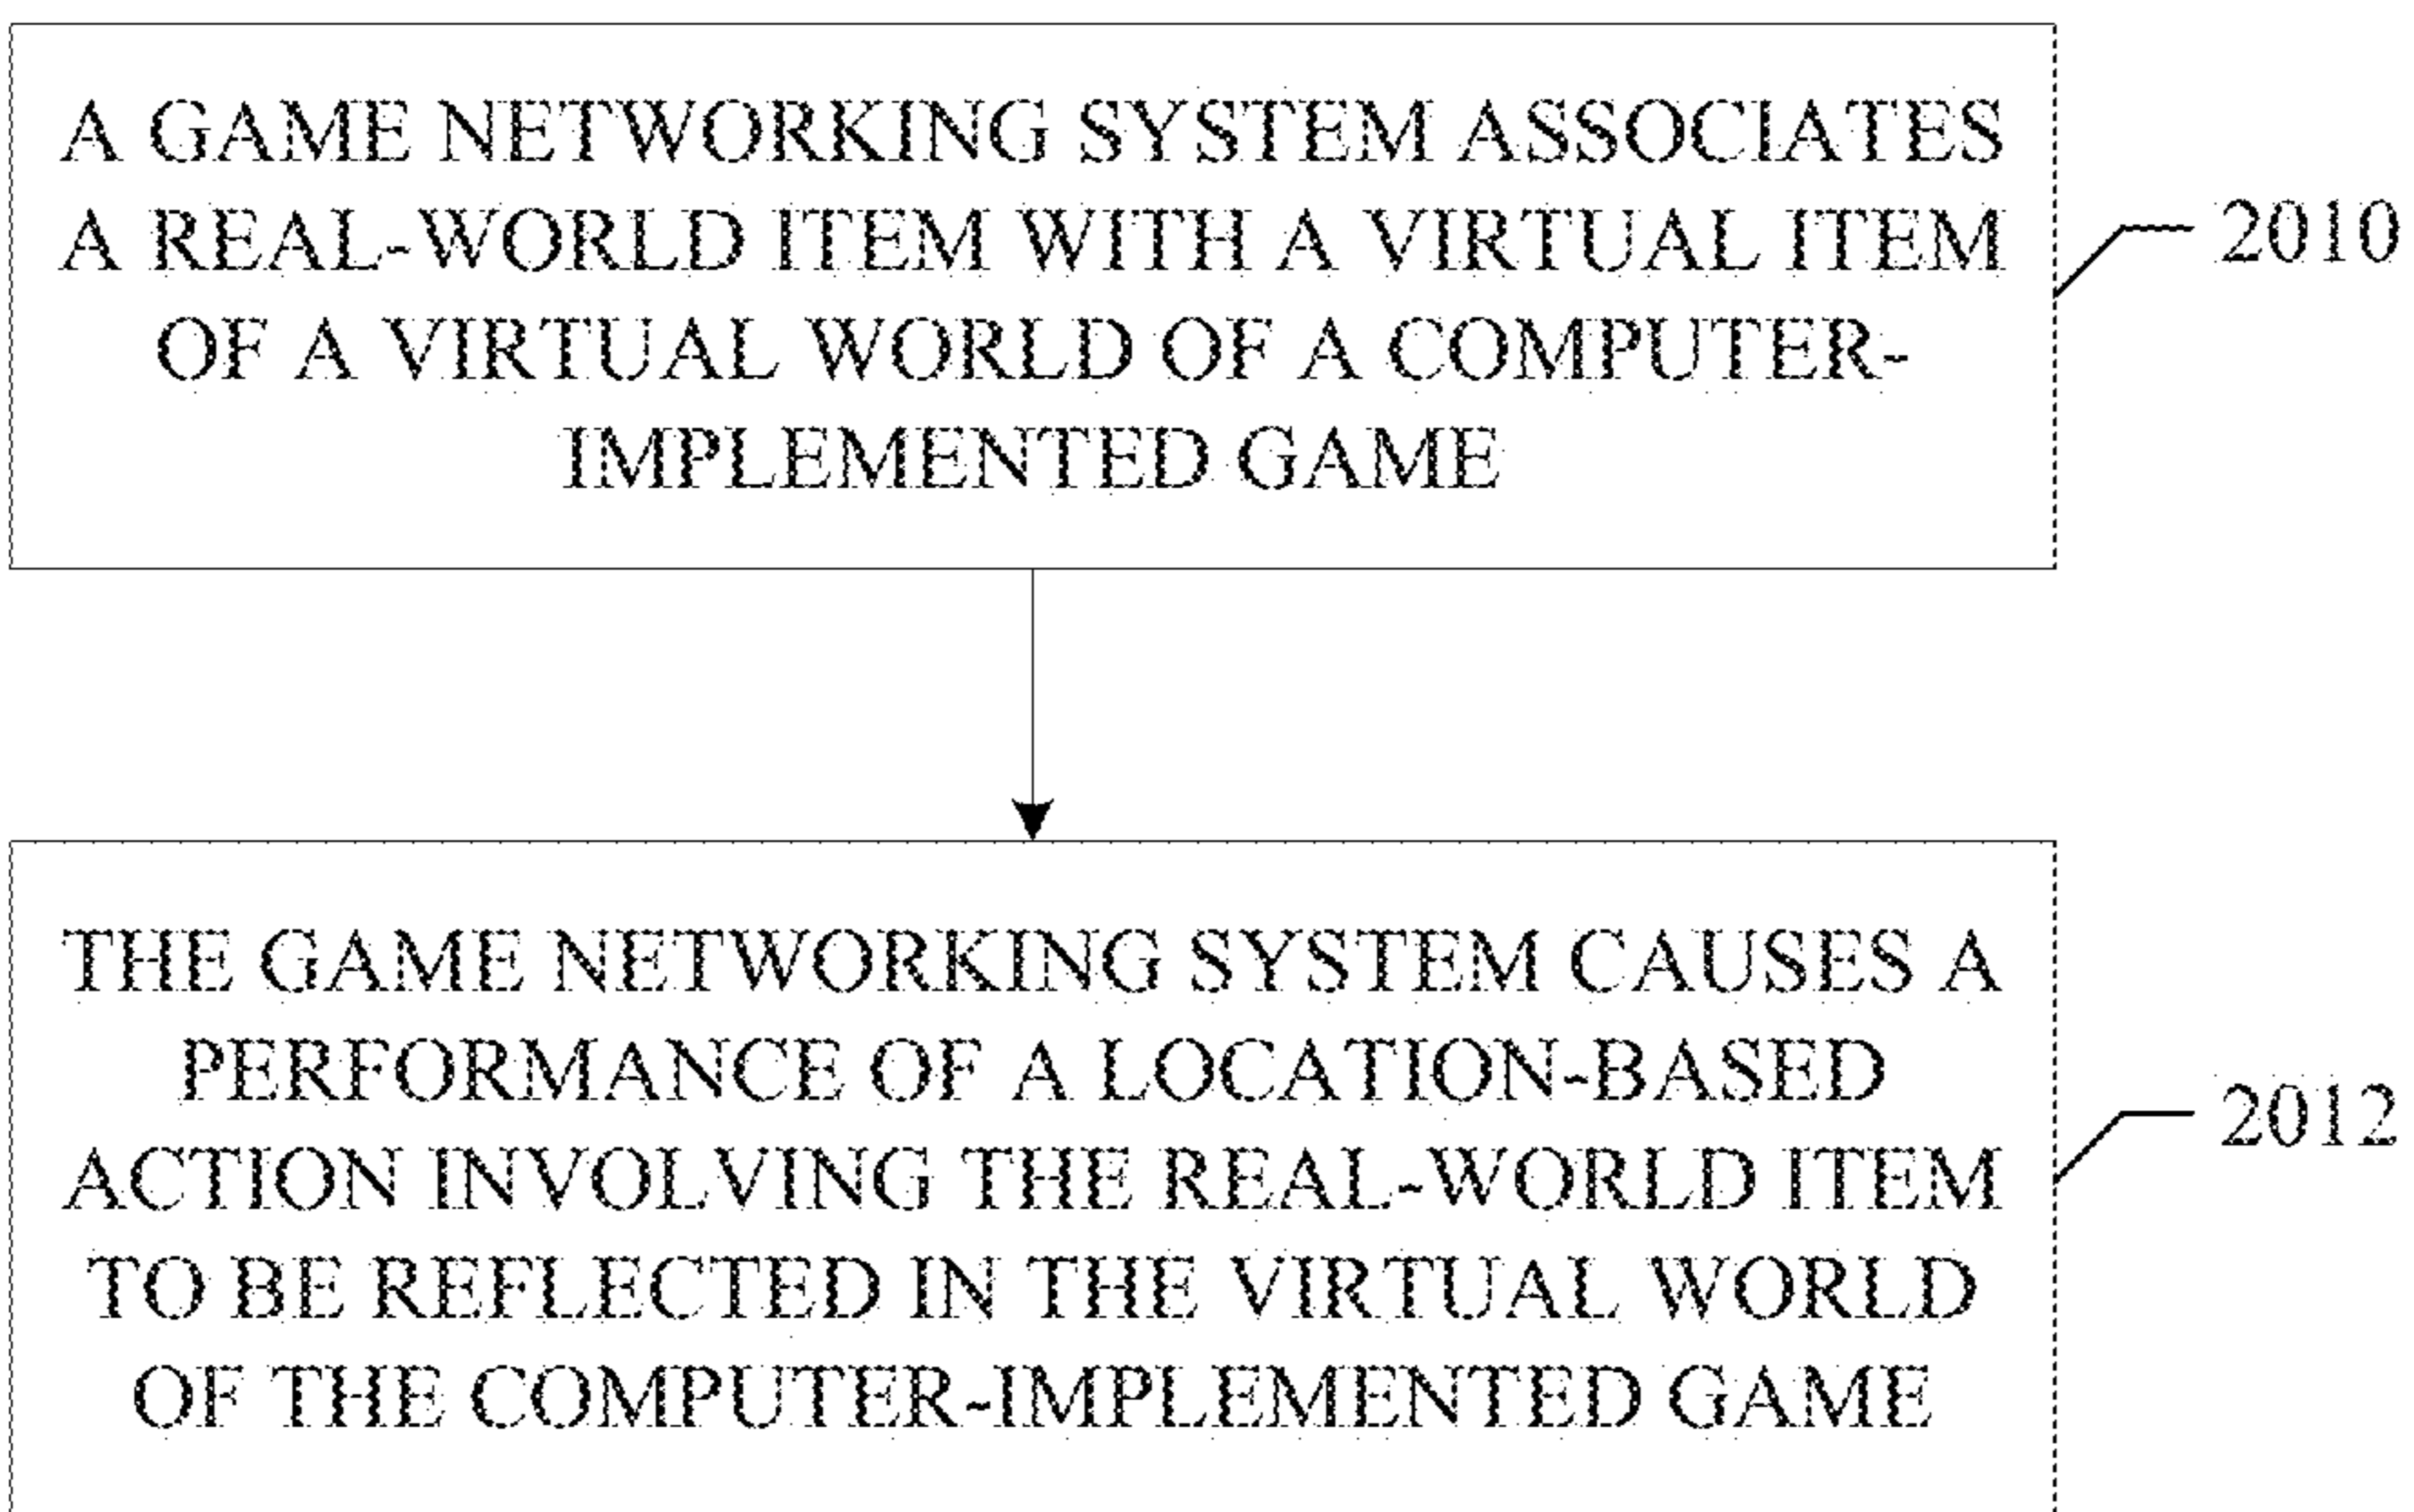 A GAME NETWORKING SYSTEM ASSOCIATES
A REAL-WORLD ITEM WITH A VIRTUAL ITEM
OF A VIRTUAL WORLD OF A COMPUTER-
IMPLEMENTED GAME
2010
THE GAME NETWORKING SYSTEM CAUSES A
PERFORMANCE OF A LOCATION-BASED
ACTION INVOLVING THE REAL-WORLD ITEM
TO BE REFLECTED IN THE VIRTUAL WORLD
OF THE COMPUTER-IMPLEMENTED GAME
2012